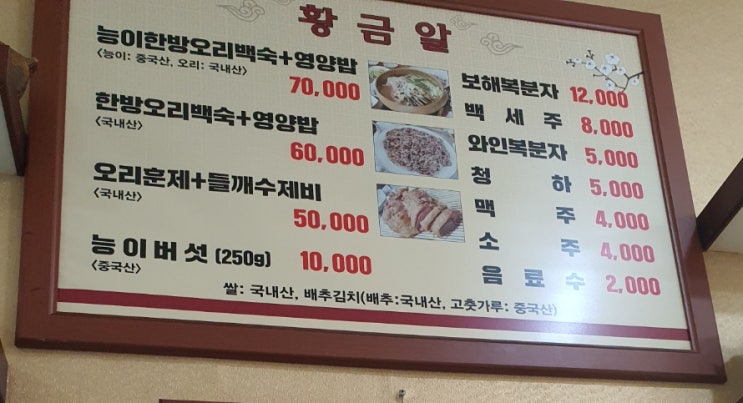 황금알
능이한방오리백숙+영양밥
<능이: 중국산, 오리: 국내산>
70,000
한방오리백숙+영양밥
<국내산>
60,000
오리훈제+들깨수제비
<국내산>
50,000
능이버섯 (250g) 10,000
<중국산>
보해복분자 12,000
백세주 8,000
와인복분자 5,000
청하 5,000
맥주 4,000
소주 4,000
음료수 2,000
쌀: 국내산, 배추김치(배추:국내산, 고춧가루: 중국산)